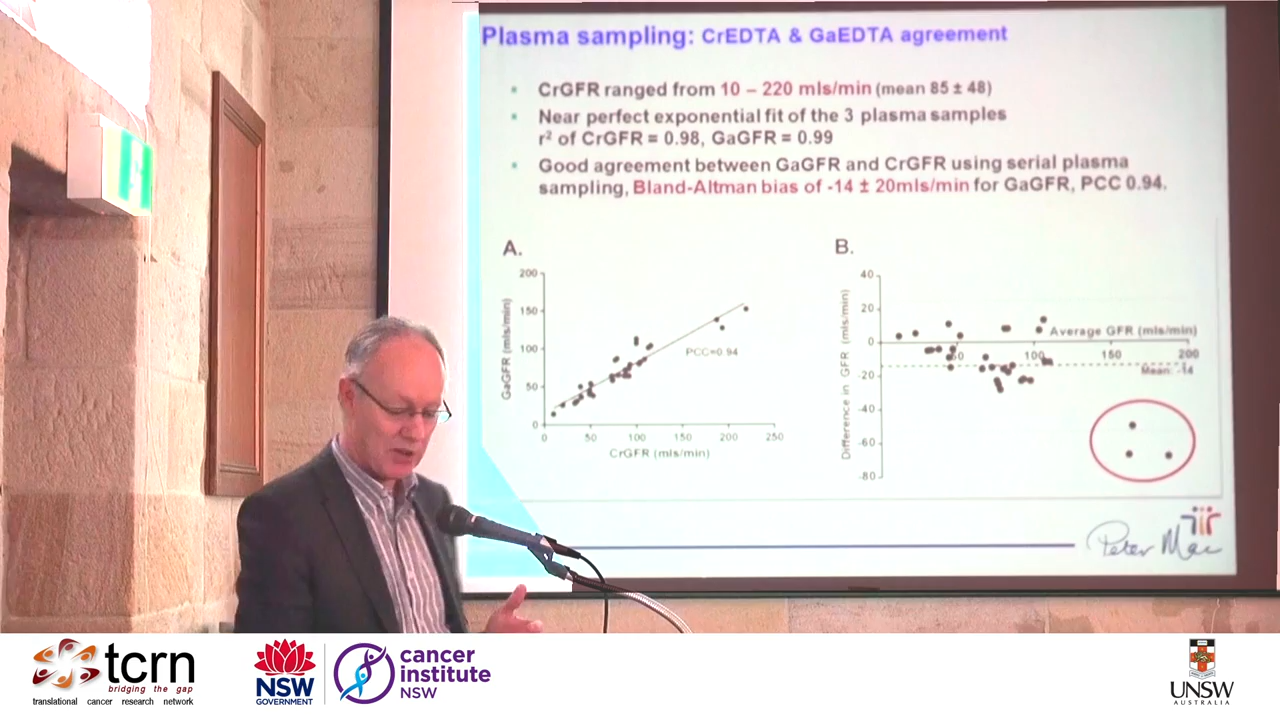 Plasma sampling: CrEDTA & GaEDTA agreement
CrGFR ranged from 10 – 220 mls/min (mean 85 ± 48)
Near perfect exponential fit of the 3 plasma samples
r² of CrGFR = 0.98, GaGFR = 0.99
Good agreement between GaGFR and CrGFR using serial plasma
sampling, Bland-Altman bias of -14 ± 20mls/min for GaGFR, PCC 0.94.
A.
200
150
100
50
0
GaGFR (mls/min)
PCC=0.94
0 50 100 150 200 250
CrGFR (mls/min)
B.
40
20
0
-20
-40
-60
-80
Difference in GFR (mls/min)
Average GFR (mls/min)
50 100 150 200
Mean: -14
Peter Mac
tcrn
bridging the gap
translational cancer research network
NSW
GOVERNMENT
cancer
institute
NSW
UNSW
AUSTRALIA